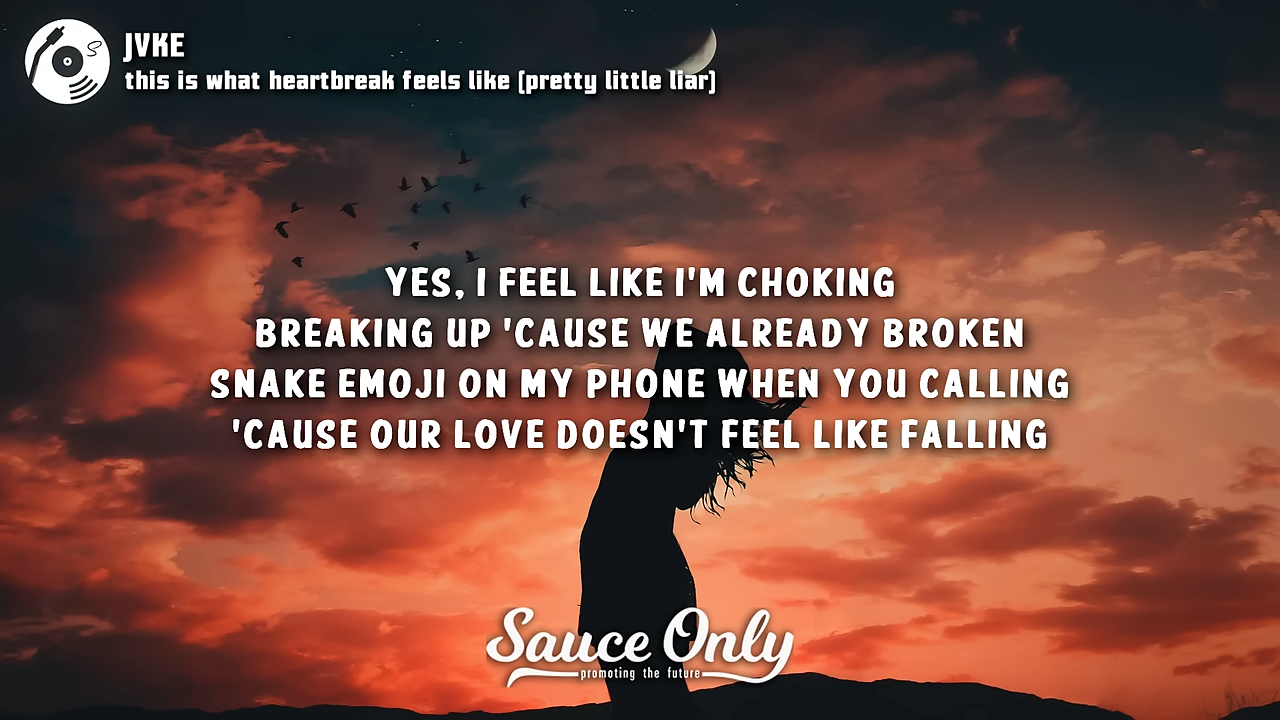 JVKE
this is what heartbreak feels like (pretty little liar)
YES, I FEEL LIKE I'M CHOKING
BREAKING UP 'CAUSE WE ALREADY BROKEN
SNAKE EMOJI ON MY PHONE WHEN YOU CALLING
'CAUSE OUR LOVE DOESN'T FEEL LIKE FALLING
Sauce Only
promoting the future